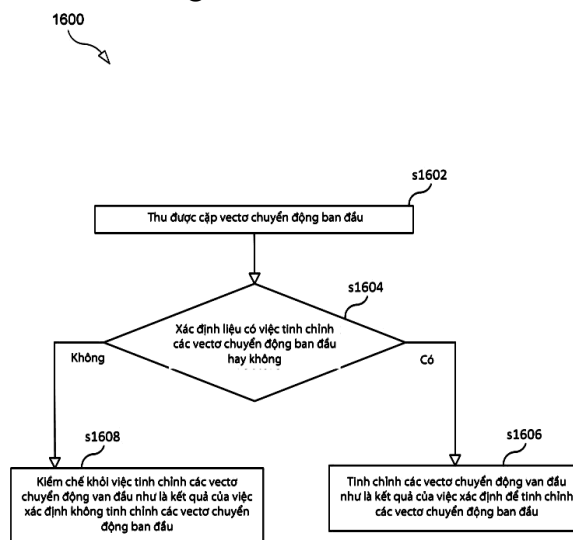 1600
s1602
Thu được cặp vectơ chuyển động ban đầu
s1604
Xác định liệu có việc tinh chỉnh
các vectơ chuyển động ban đầu
hay không
Không
Có
s1608
Kiềm chế khỏi việc tinh chỉnh các vectơ
chuyển động van đầu như là kết quả của việc
xác định không tinh chỉnh các vectơ chuyển
động ban đầu
s1606
Tinh chỉnh các vectơ chuyển động van đầu
như là kết quả của việc xác định để tinh chỉnh
các vectơ chuyển động ban đầu